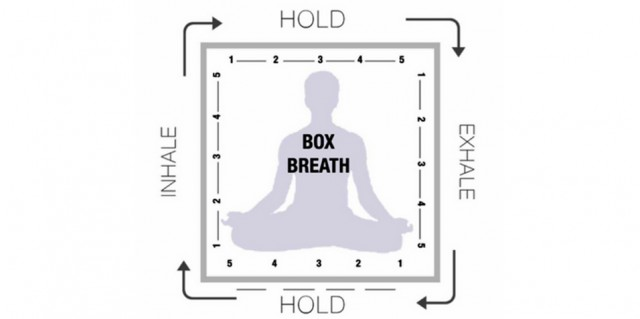 HOLD
1 — 2 — 3 — 4 — 5
INHALE
5
4
3
2
1
BOX
BREATH
1
2
3
4
5
EXHALE
5 4 3 2 1
HOLD